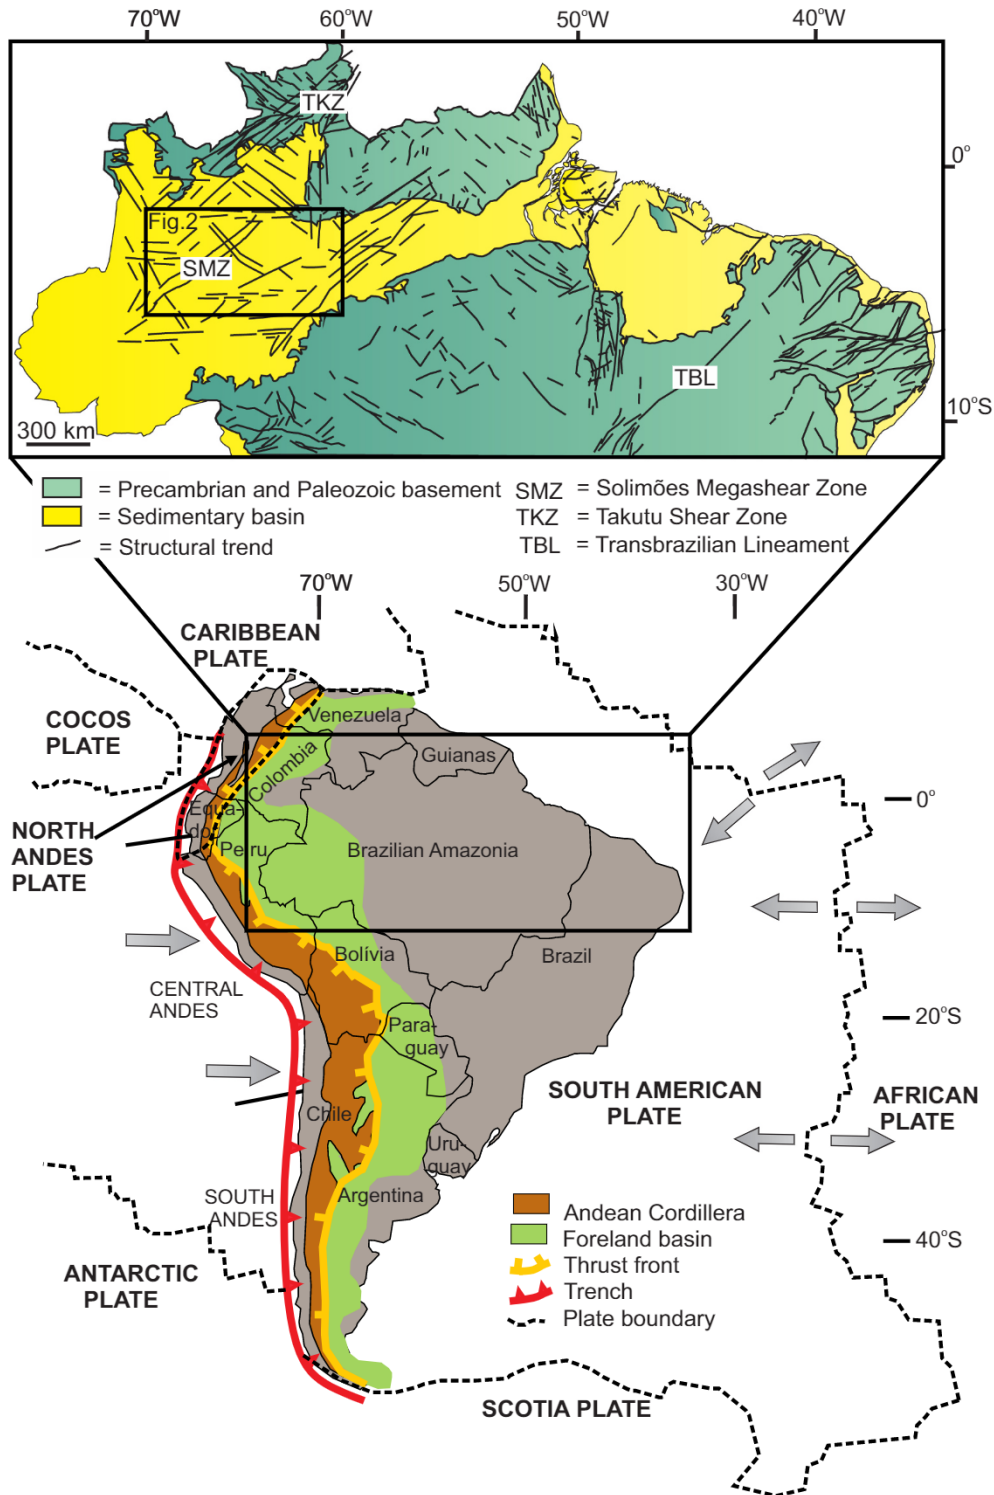 70°W 60°W 50°W 40°W
TKZ
0°
Fig.2
SMZ
TBL
10°S
300 km
= Precambrian and Paleozoic basement
= Sedimentary basin
= Structural trend
SMZ = Solimões Megashear Zone
TKZ = Takutu Shear Zone
TBL = Transbrazilian Lineament
70°W 50°W 30°W
CARIBBEAN
PLATE
COCOS
PLATE
Venezuela
Guianas
Colombia
Equa-
dor
NORTH
ANDES
PLATE
Peru
Brazilian Amazonia
0°
Bolívia
Brazil
CENTRAL
ANDES
Para-
guay
20°S
SOUTH AMERICAN
PLATE
AFRICAN
PLATE
Chile
Uru-
guay
SOUTH
ANDES
Argentina
40°S
ANTARCTIC
PLATE
Andean Cordillera
Foreland basin
Thrust front
Trench
Plate boundary
SCOTIA PLATE